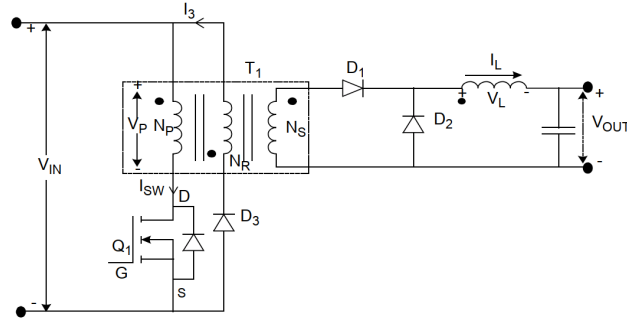 I3
+
T1
D1
IL
+
+
VP
NP
NS
+
VL
-
+
D2
VOUT
VIN
-
NR
-
ISW
D
D3
Q1
G
S
-